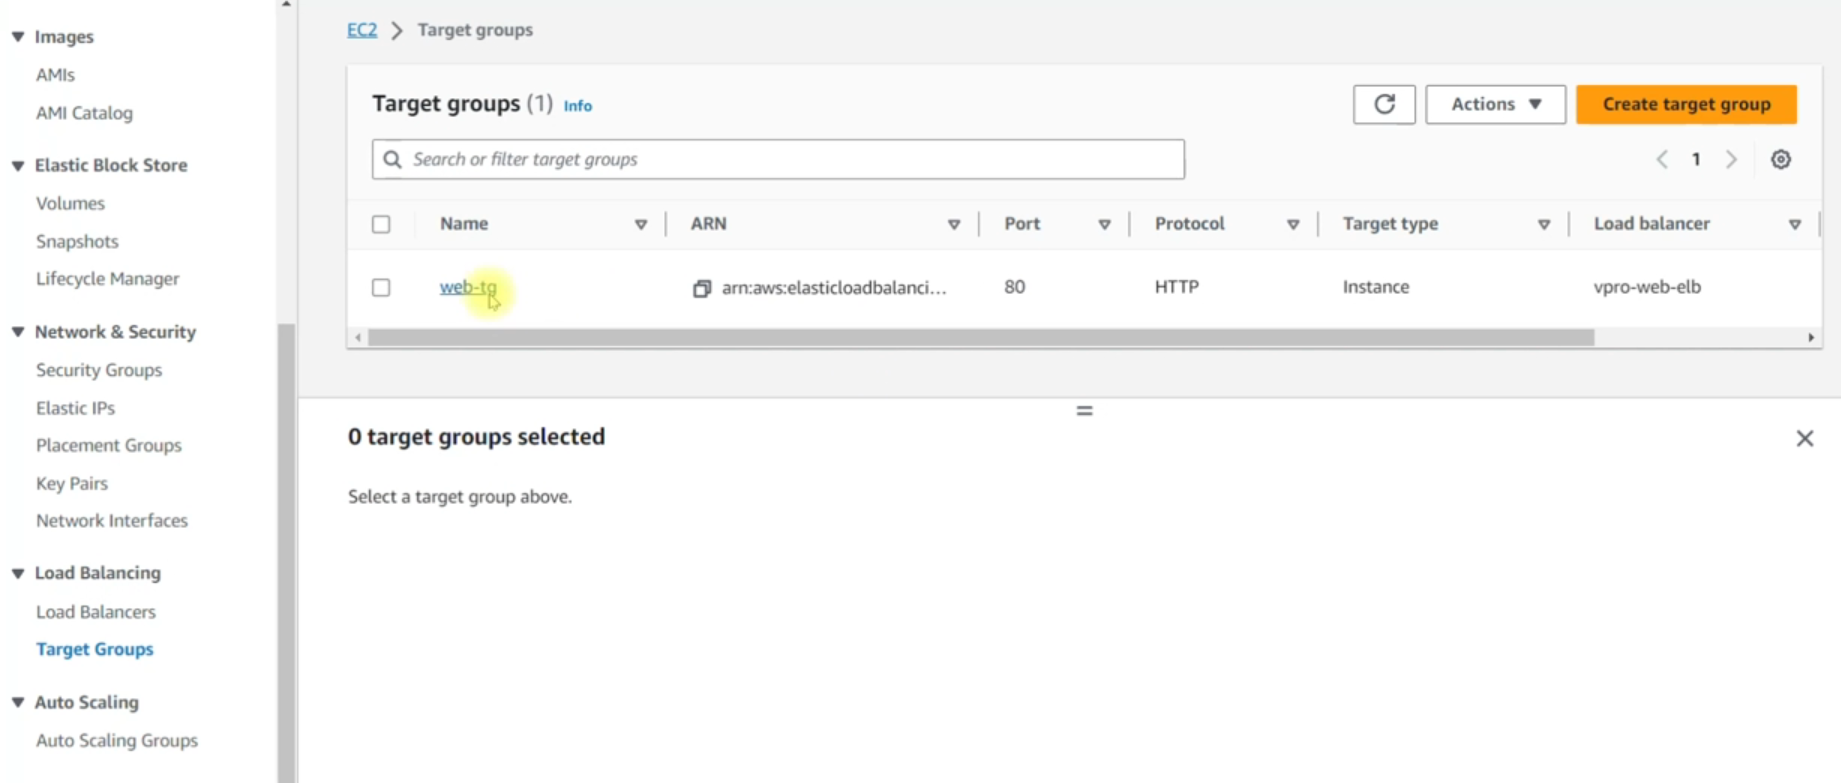 Images
AMIs
AMI Catalog
Elastic Block Store
Volumes
Snapshots
Lifecycle Manager
Network & Security
Security Groups
Elastic IPs
Placement Groups
Key Pairs
Network Interfaces
Load Balancing
Load Balancers
Target Groups
Auto Scaling
Auto Scaling Groups
EC2 > Target groups
Target groups (1) Info
Actions
Create target group
Search or filter target groups
1
Name ARN Port Protocol Target type Load balancer
web-tg arn:aws:elasticloadbalanci... 80 HTTP Instance vpro-web-elb
0 target groups selected
Select a target group above.